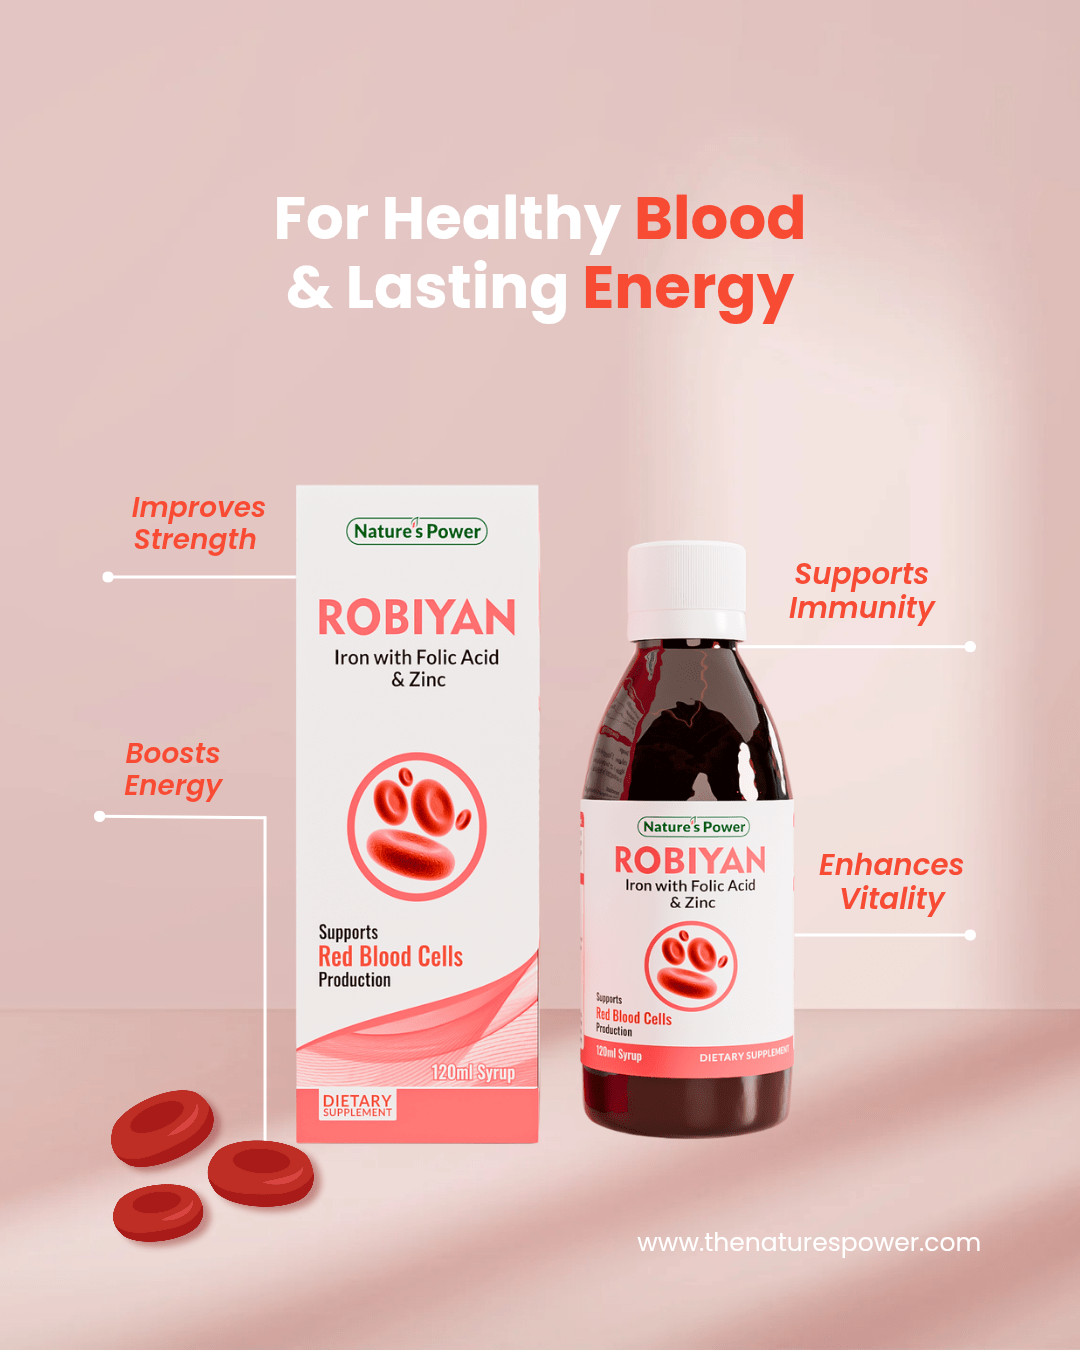 For Healthy Blood
& Lasting Energy
Improves
Strength
Boosts
Energy
Nature's Power
ROBIYAN
Iron with Folic Acid
& Zinc
Supports
Red Blood Cells
Production
120ml Syrup
DIETARY
SUPPLEMENT
Supports
Immunity
Enhances
Vitality
Nature's Power
ROBIYAN
Iron with Folic Acid
& Zinc
Supports
Red Blood Cells
Production
120ml Syrup
DIETARY SUPPLEMENT
www.thenaturespower.com